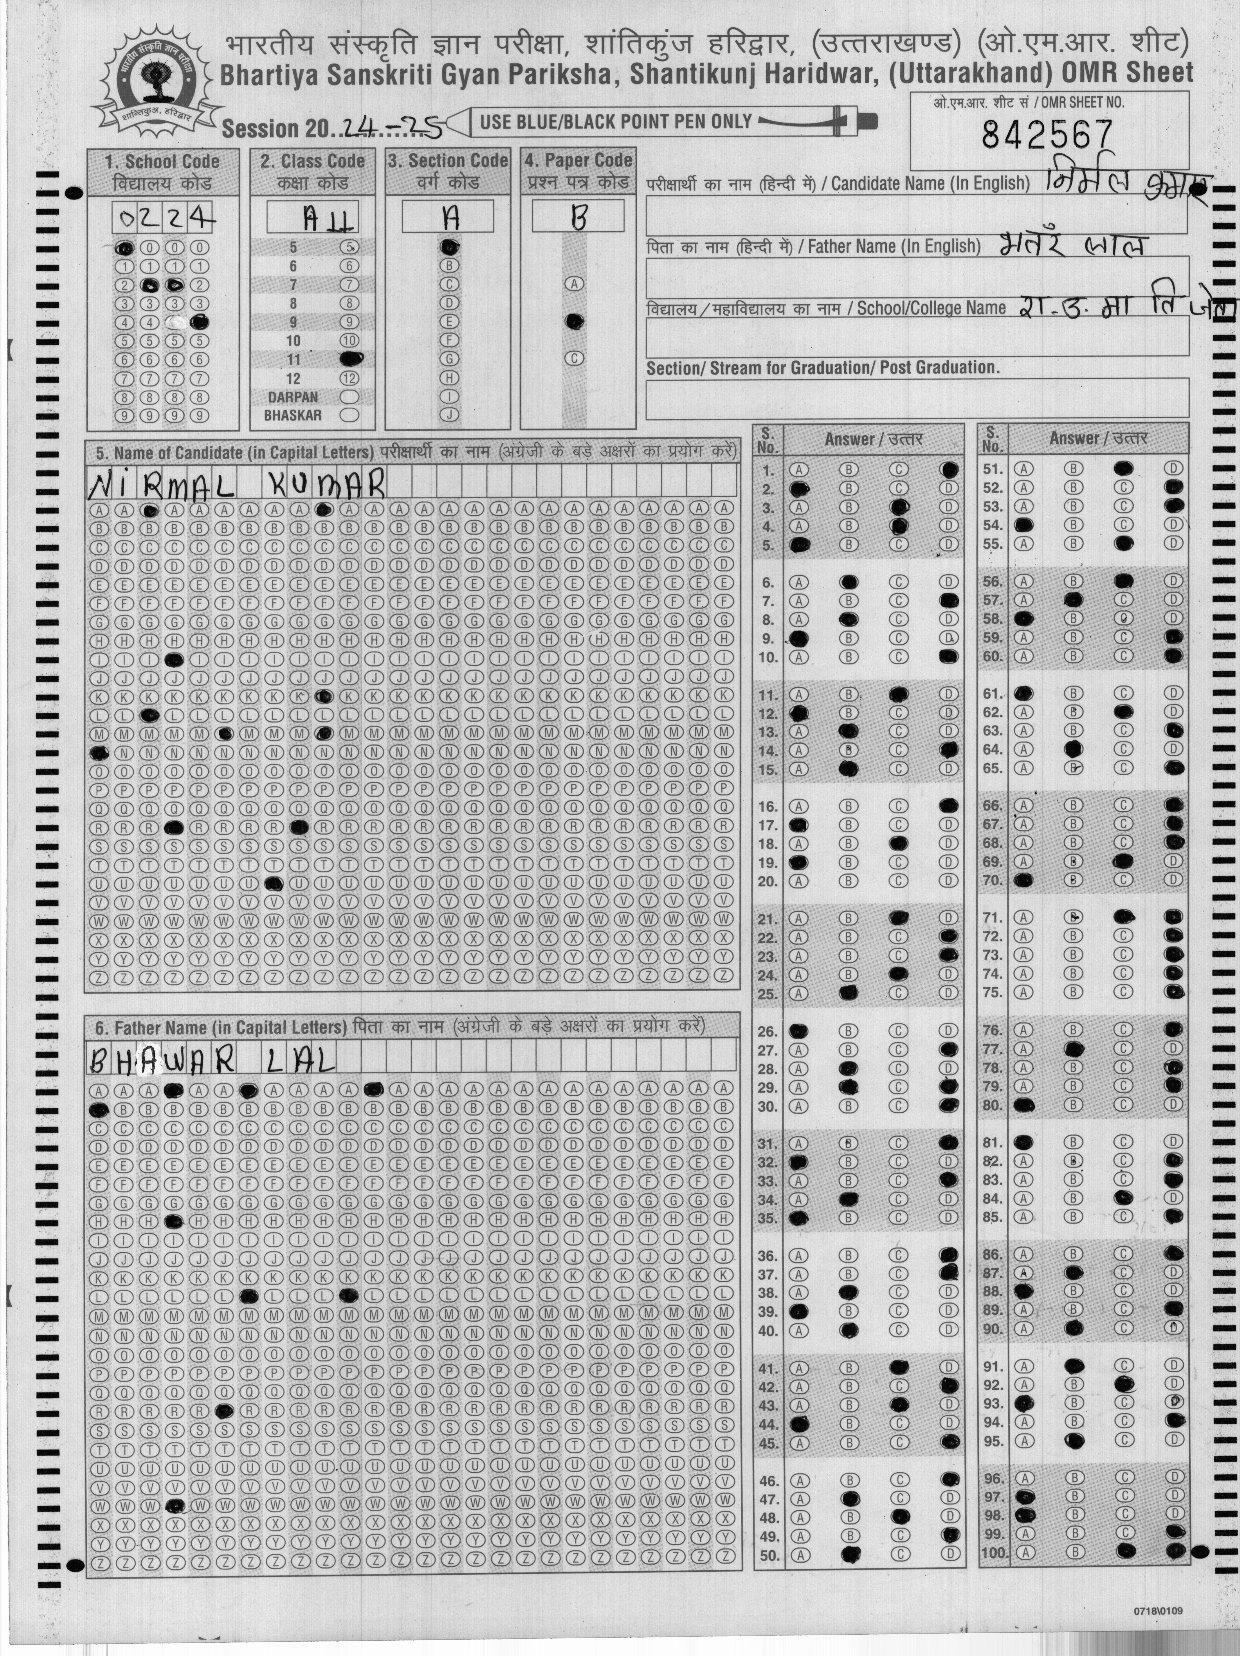 भारतीय संस्कृति ज्ञान परीक्षा, शांतिकुंज हरिद्वार, (उत्तराखण्ड) (ओ.एम.आर. शीट)
Bhartiya Sanskriti Gyan Pariksha, Shantikunj Haridwar, (Uttarakhand) OMR Sheet
Session 20..24-25
USE BLUE/BLACK POINT PEN ONLY
ओ.एम.आर. शीट सं / OMR SHEET NO.
842567
1. School Code
विद्यालय कोड
0224
2. Class Code
कक्षा कोड
A 11
5
6
7
8
9
10
11
12
DARPAN
BHASKAR
3. Section Code
वर्ग कोड
A
4. Paper Code
प्रश्न पत्र कोड
B
परीक्षार्थी का नाम (हिन्दी में) / Candidate Name (In English) निर्मल कुमार
पिता का नाम (हिन्दी में) / Father Name (In English) भवँर लाल
विद्यालय/महाविद्यालय का नाम / School/College Name रा.उ.मा वि
Section/ Stream for Graduation/ Post Graduation.
5. Name of Candidate (in Capital Letters) परीक्षार्थी का नाम (अंग्रेजी के बड़े अक्षरों का प्रयोग करें)
NiRMAL KUMAR
6. Father Name (in Capital Letters) पिता का नाम (अंग्रेजी के बड़े अक्षरों का प्रयोग करें)
BHAWAR LAL
S. No. Answer / उत्तर
S. No. Answer / उत्तर
0718\0109